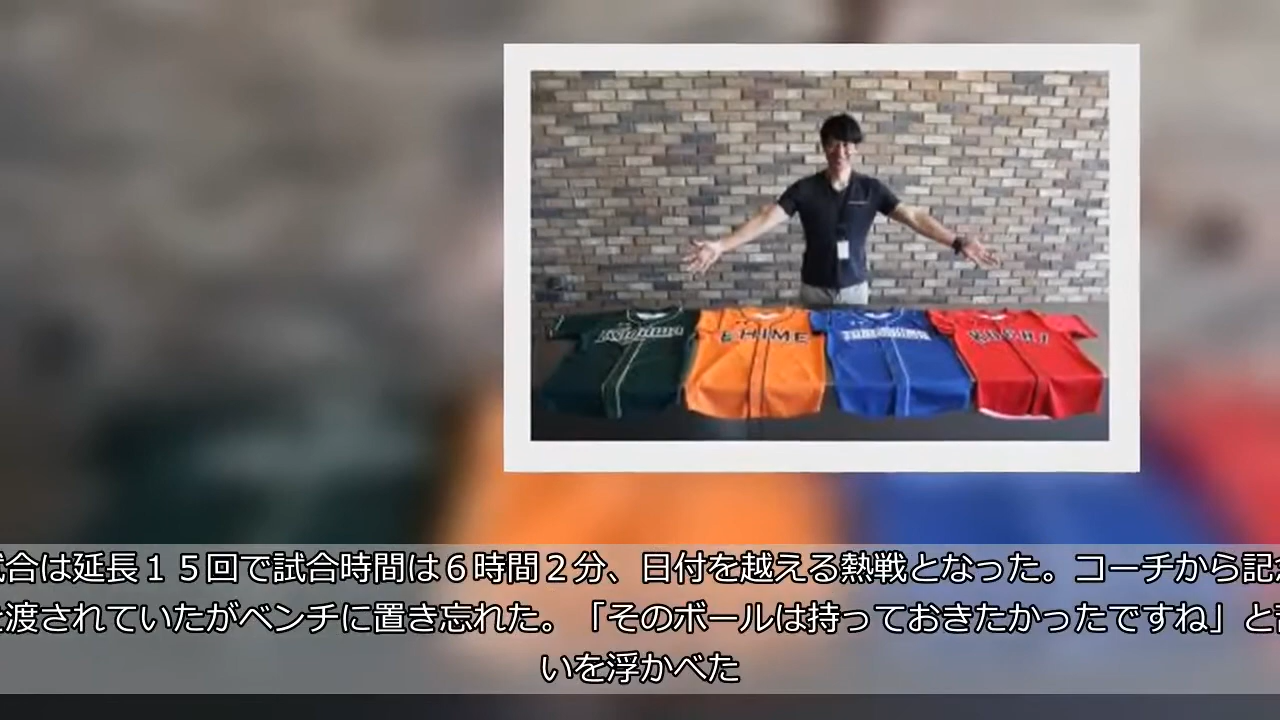 EHIME
合は延長１５回で試合時間は６時間２分、日付を越える熱戦となった。コーチから記
渡されていたがベンチに置き忘れた。「そのボールは持っておきたかったですね」と
いを浮かべた